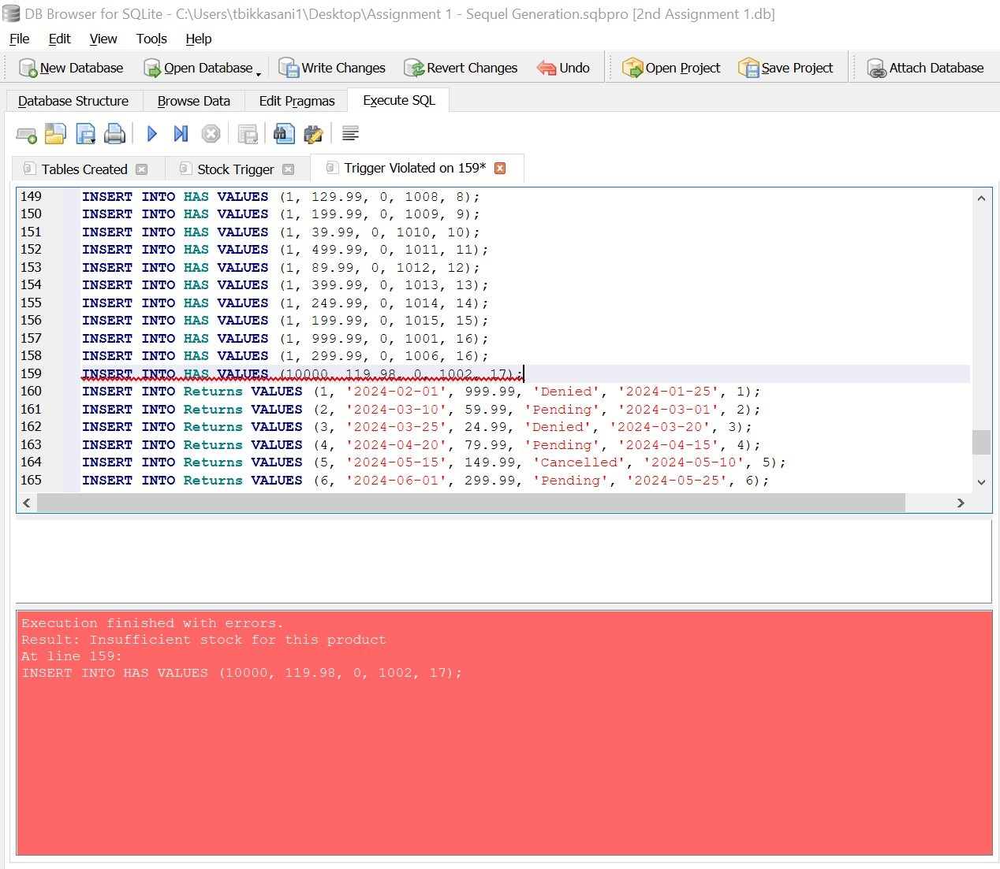 DB Browser for SQLite - C:\Users\tbikkasani1\Desktop\Assignment 1 - Sequel Generation.sqbpro [2nd Assignment 1.db]
File Edit View Tools Help
New Database Open Database Write Changes Revert Changes Undo Open Project Save Project Attach Database
Database Structure Browse Data Edit Pragmas Execute SQL
Tables Created Stock Trigger Trigger Violated on 159*
149 INSERT INTO HAS VALUES (1, 129.99, 0, 1008, 8);
150 INSERT INTO HAS VALUES (1, 199.99, 0, 1009, 9);
151 INSERT INTO HAS VALUES (1, 39.99, 0, 1010, 10);
152 INSERT INTO HAS VALUES (1, 499.99, 0, 1011, 11);
153 INSERT INTO HAS VALUES (1, 89.99, 0, 1012, 12);
154 INSERT INTO HAS VALUES (1, 399.99, 0, 1013, 13);
155 INSERT INTO HAS VALUES (1, 249.99, 0, 1014, 14);
156 INSERT INTO HAS VALUES (1, 199.99, 0, 1015, 15);
157 INSERT INTO HAS VALUES (1, 999.99, 0, 1001, 16);
158 INSERT INTO HAS VALUES (1, 299.99, 0, 1006, 16);
159 INSERT INTO HAS VALUES (10000, 119.98, 0, 1002, 17);
160 INSERT INTO Returns VALUES (1, '2024-02-01', 999.99, 'Denied', '2024-01-25', 1);
161 INSERT INTO Returns VALUES (2, '2024-03-10', 59.99, 'Pending', '2024-03-01', 2);
162 INSERT INTO Returns VALUES (3, '2024-03-25', 24.99, 'Denied', '2024-03-20', 3);
163 INSERT INTO Returns VALUES (4, '2024-04-20', 79.99, 'Pending', '2024-04-15', 4);
164 INSERT INTO Returns VALUES (5, '2024-05-15', 149.99, 'Cancelled', '2024-05-10', 5);
165 INSERT INTO Returns VALUES (6, '2024-06-01', 299.99, 'Pending', '2024-05-25', 6);
Execution finished with errors.
Result: Insufficient stock for this product
At line 159:
INSERT INTO HAS VALUES (10000, 119.98, 0, 1002, 17);